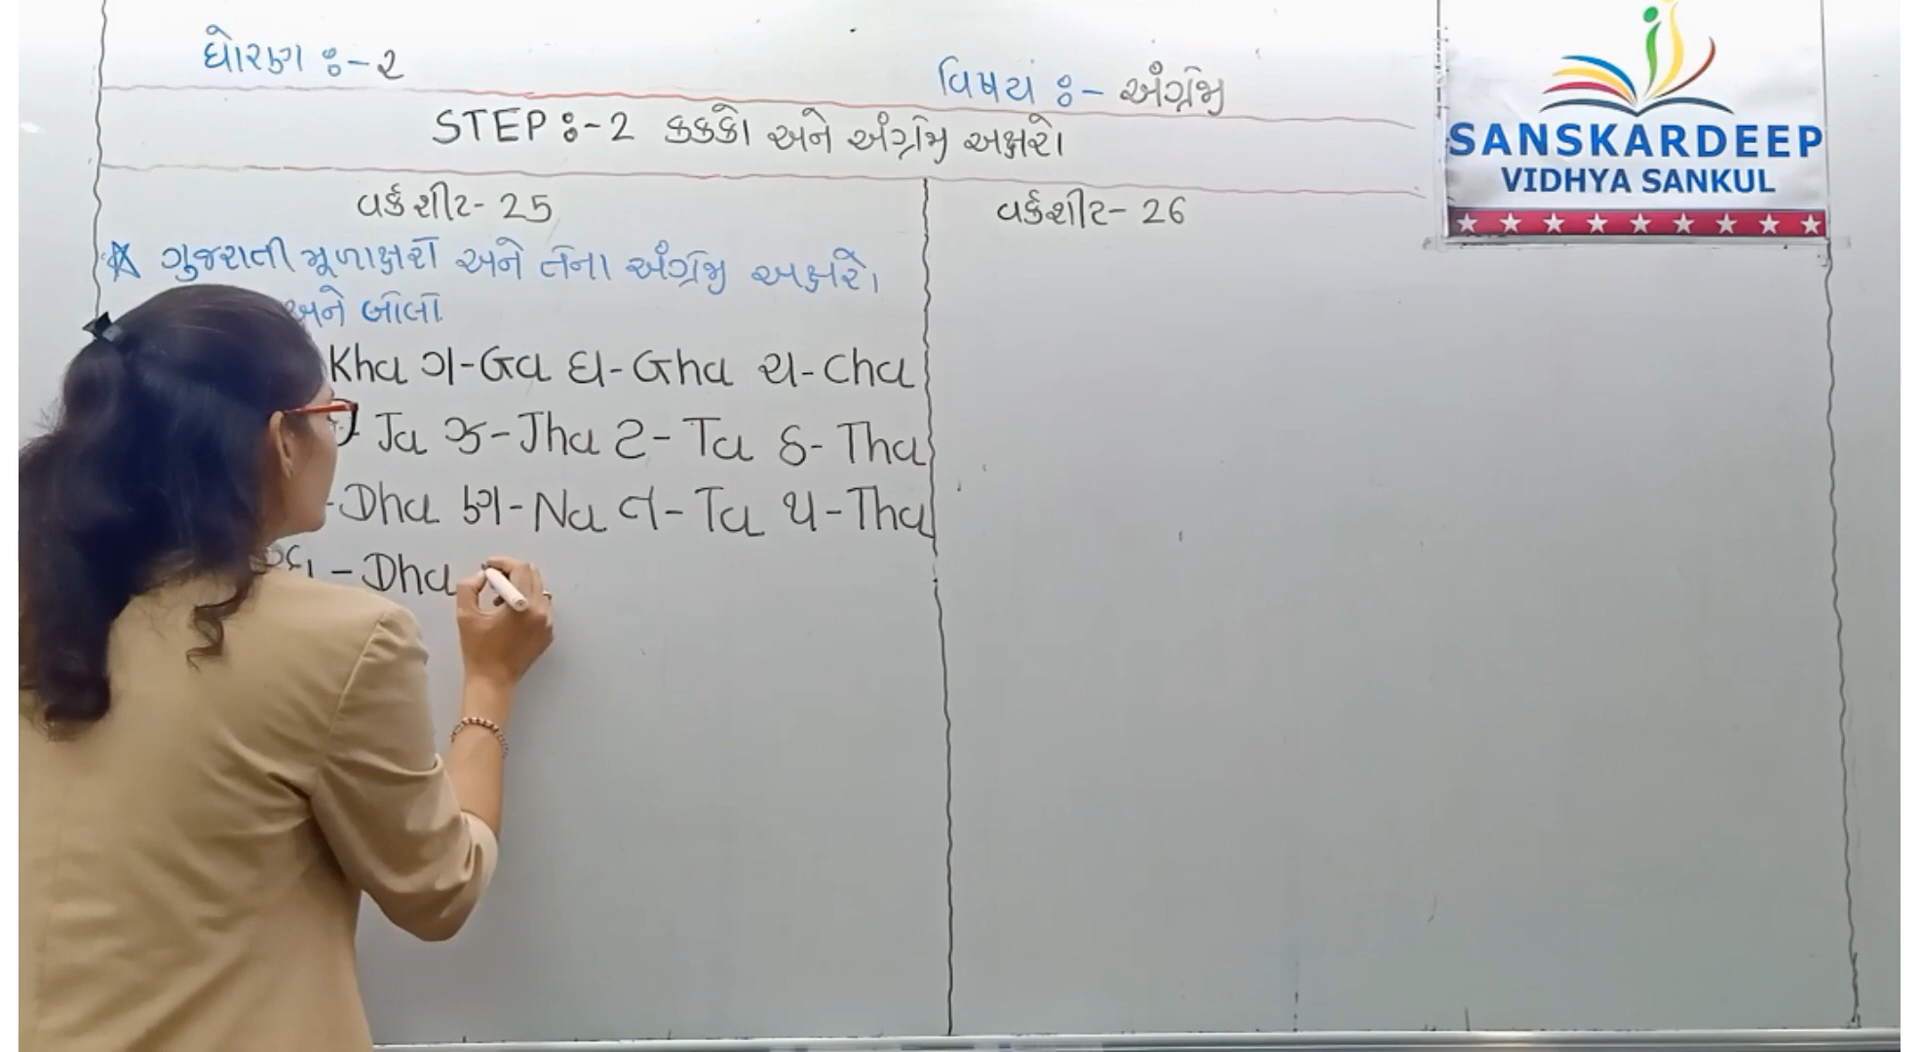 ધોરણ :- ૨
વિષય :- અંગ્રેજી
STEP :- 2 કક્કો અને અંગ્રેજી અક્ષરો
SANSKARDEEP
VIDHYA SANKUL
વર્કશીટ - 25
★ ગુજરાતી મૂળાક્ષરો અને તેના અંગ્રેજી અક્ષરો
અને બોલો
Kha ગ-Ga ઘ-Gha ચ-Cha
- Ja ઝ-Jha ટ-Ta ઠ-Tha
-Dha ણ-Na ત-Ta થ-Tha
ધ-Dha
વર્કશીટ - 26